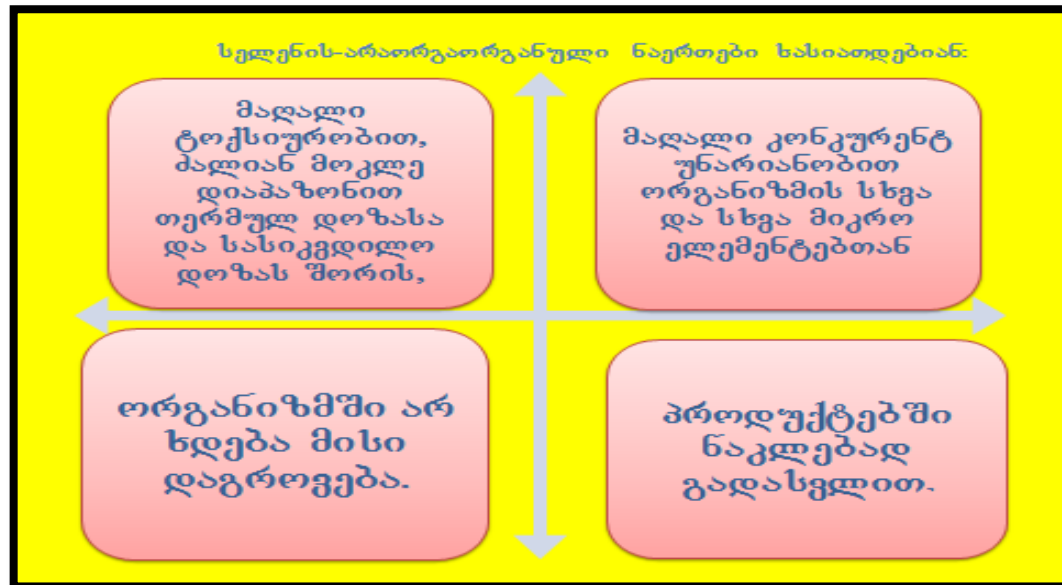 სელენის-არაორგაორგანული ნაერთები ხასიათდებიან:
მაღალი
ტოქსიურობით,
ძალიან მოკლე
დიაპაზონით
თერმულ დოზასა
და სასიკვდილო
დოზას შორის,
მაღალი კონკურენტ
უნარიანობით
ორგანიზმის სხვა
და სხვა მიკრო
ელემენტებთან
ორგანიზმში არ
ხდება მისი
დაგროვება.
პროდუქტებში
ნაკლებად
გადასვლით.